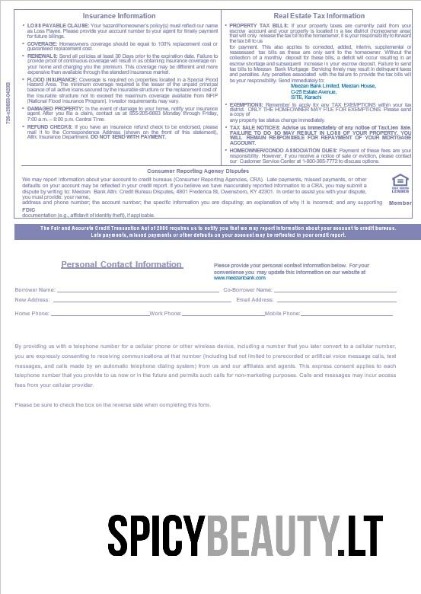 Insurance Information
LOSS PAYABLE CLAUSE: Your Insurance/Homeowner's policy(s) must reflect our name
as Loss Payee. Please provide your account number to your agent for timely payment
for future billings.
COVERAGE: Homeowners coverage should be equal to 100% replacement cost or
guaranteed replacement cost.
RENEWALS: Send all policies at least 30 Days prior to the expiration date. Failure to
provide proof of continuous coverage will result in us obtaining insurance coverage on
your home and charging you the premium. This coverage may be different and more
expensive than available through the standard insurance market.
FLOOD INSURANCE: Coverage is required on properties located in a Special Flood
Hazard Area. The minimum coverage required is the lesser of the unpaid principal
balance of all active loans secured by the insurable structure or the replacement cost of
the insurable structure not to exceed the maximum coverage available from NFIP
(National Flood Insurance Program). Investor requirements may vary.
DAMAGED PROPERTY: In the event of damage to your home, notify your insurance
agent. After you file a claim, contact us at Monday through Friday,
7:00 a.m. - 8:00 p.m. Central Time.
REFUND CHECKS: If you have an insurance refund check to be endorsed, please
mail it to the Correspondence Address (shown on the front of this statement),
Attn. Insurance Department. DO NOT SEND WITH PAYMENT.
Real Estate Tax Information
PROPERTY TAX BILLS: If your property taxes are currently paid from your
escrow account and your property is located in a tax district (homeowner area)
that will only release the tax bill to the homeowner, it is your responsibility to forward
the tax bill to us
for payment. This also applies to corrected, added, interim, supplemental or
reassessed tax bills as these are only sent to the homeowner. Without the
collection of a monthly deposit for these bills, a deficit will occur resulting in an
escrow shortage and subsequent increase in your escrow deposit. Failure to send
tax bills to Meezan Bank Mortgage Servicing timely may result in delinquent taxes
and penalties. Any penalties associated with the failure to provide the tax bills will
be your responsibility. Send immediately to:
Meezan Bank Limited, Meezan House,
C-25 Estate Avenue,
SITE, Karachi
EXEMPTIONS: Remember to apply for any TAX EXEMPTIONS within your tax
district. ONLY THE HOMEOWNER MAY FILE FOR EXEMPTIONS. Please send
a copy of
any property tax status change immediately.
TAX SALE NOTICES: Advise us immediately of any notice of Tax/Lien Sale.
FAILURE TO DO SO MAY RESULT IN LOSS OF YOUR PROPERTY. YOU
WILL REMAIN RESPONSIBLE FOR REPAYMENT OF YOUR MORTGAGE
ACCOUNT.
HOMEOWNER/CONDO ASSOCIATION DUES: Payment of these fees are your
responsibility. However, if you receive a notice of sale or eviction, please contact
our Customer Service Center at 1-800-365-7772 to discuss options.
Consumer Reporting Agency Disputes
We may report information about your account to credit bureaus (Consumer Reporting Agencies, CRA). Late payments, missed payments, or other
defaults on your account may be reflected in your credit report. If you believe we have inaccurately reported information to a CRA, you may submit a
dispute by writing to: Meezan Bank Attn: Credit Bureau Disputes, 4801 Frederica St, Owensboro, KY 42301. In order to assist you with
you must provide: your name,
address and phone number; the account number; the specific information you are disputing; an explanation of why it is incorrect; and any supporting
FDIC
documentation (e.g., affidavit of identity theft), if applicable.
Member
The Fair and Accurate Credit Transaction Act of 2003 requires us to notify you that we may report information about your account to credit bureaus.
Late payments, missed payments or other defaults on your account may be reflected in your credit report.
Personal Contact Information
Please provide your personal contact information below. For your
convenience you may update this information on our website at
www.meezanbank.com
Borrower Name: Co-Borrower Name:
New Address: Email Address:
Home Phone: Work Phone: Mobile Phone:
By providing us with a telephone number for a cellular phone or other wireless device, including a number that you later convert to a cellular number,
you are expressly consenting to receiving communications at that number (including but not limited to prerecorded or artificial voice message calls, text
messages, and calls made by an automatic telephone dialing system) from us and our affiliates and agents. This express consent applies to each
telephone number that you provide to us now or in the future and permits such calls for non-marketing purposes. Calls and messages may incur access
fees from your cellular provider.
Please be sure to check the box on the reverse side when completing this form.
SPICYBEAUTY.LT